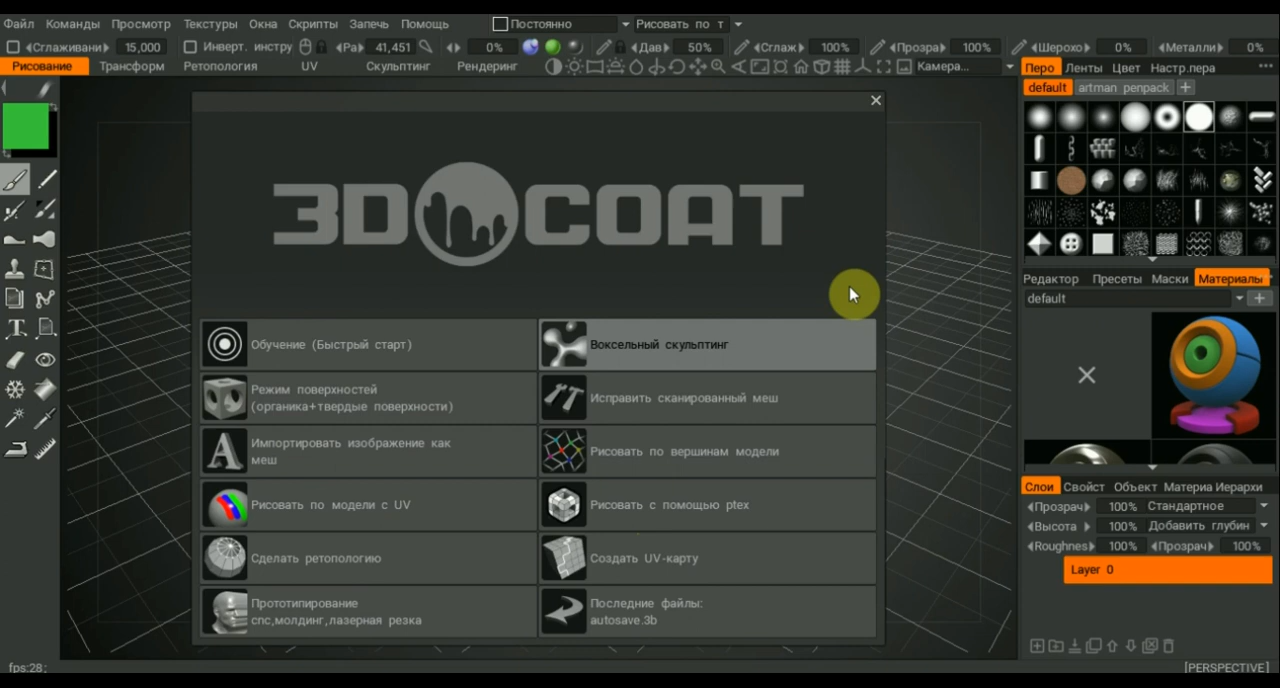 Файл Команды Просмотр Текстуры Окна Скрипты Запечь Помощь Постоянно Рисовать по т
Сглаживани 15,000 Инверт. инстру Ра 41,451 0% Дав 50% Сглаж 100% Прозра 100% Шерохо 0% Металли 0%
Рисование Трансформ Ретопология UV Скульптинг Рендеринг Камера...
Перо Ленты Цвет Настр.пера
default artman penpack
3D COAT
Обучение (Быстрый старт)
Воксельный скульптинг
Режим поверхностей
(органика+твердые поверхности)
Исправить сканированный меш
Импортировать изображение как
меш
Рисовать по вершинам модели
Рисовать по модели с UV
Рисовать с помощью ptex
Сделать ретопологию
Создать UV-карту
Прототипирование
cnc,молдинг,лазерная резка
Последние файлы:
autosave.3b
Редактор Пресеты Маски Материалы
default
Слои Свойст Объект Материа Иерархи
Прозрач 100% Стандартное
Высота 100% Добавить глубин
Roughnes 100% Прозрач 100%
Layer 0
fps:28; [PERSPECTIVE]